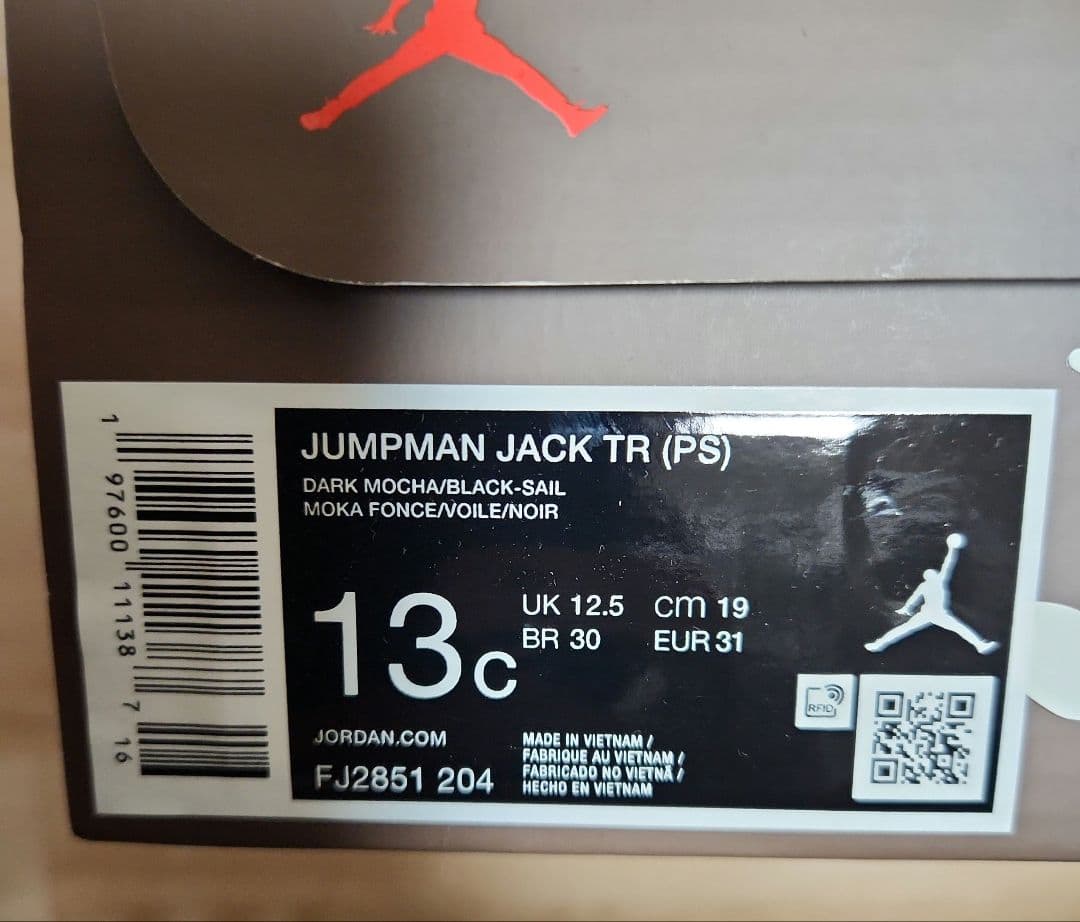 JUMPMAN JACK TR (PS)
DARK MOCHA/BLACK-SAIL
MOKA FONCE/VOILE/NOIR
13C
UK 12.5 cm 19
BR 30 EUR 31
JORDAN.COM
FJ2851 204
MADE IN VIETNAM /
FABRIQUE AU VIETNAM /
FABRICADO NO VIETNÃ /
HECHO EN VIETNAM
RFID
1 97600 11138 7 16